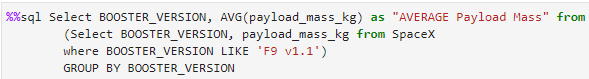 %%sql Select BOOSTER_VERSION, AVG(payload_mass_kg) as "AVERAGE Payload Mass" from
(Select BOOSTER_VERSION, payload_mass_kg from SpaceX
where BOOSTER_VERSION LIKE 'F9 v1.1')
GROUP BY BOOSTER_VERSION